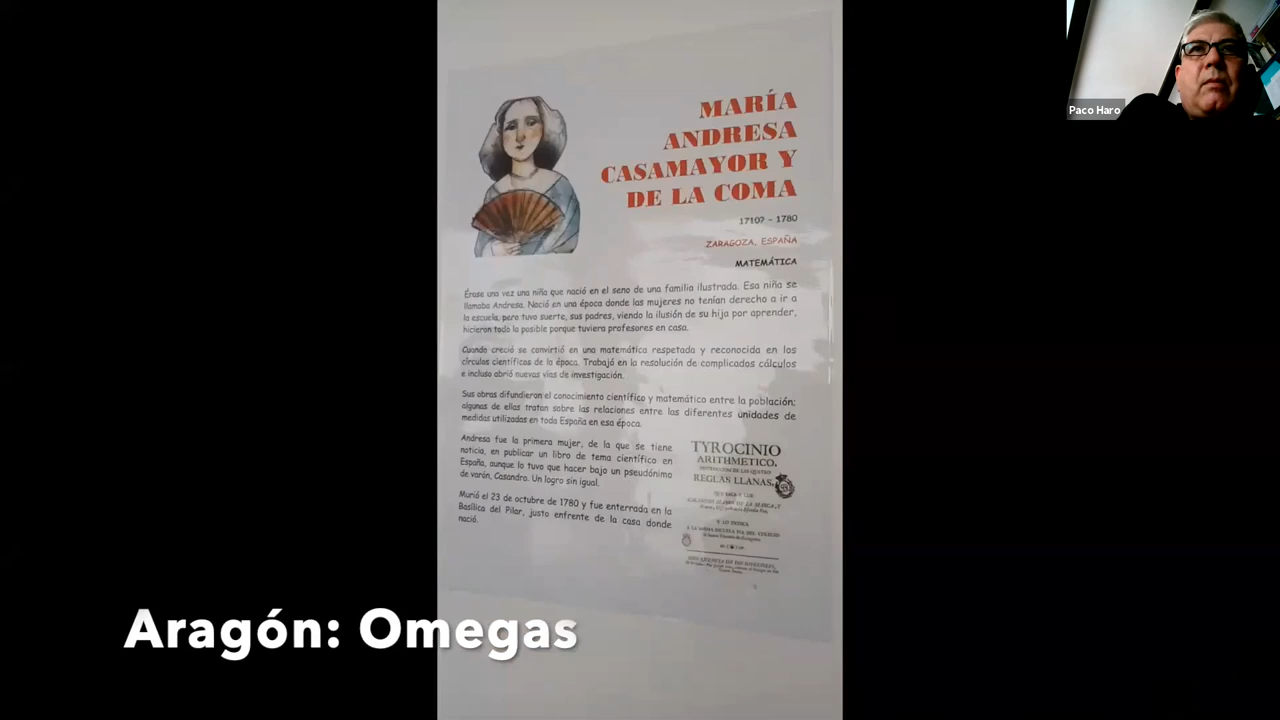 Paco Haro
MARÍA
ANDRESA
CASAMAYOR Y
DE LA COMA
1710? - 1780
ZARAGOZA, ESPAÑA
MATEMÁTICA
Érase una vez una niña que nació en el seno de una familia ilustrada. Esa niña se
llamaba Andresa. Nació en una época donde las mujeres no tenían derecho a ir a
la escuela, pero tuvo suerte, sus padres, viendo la ilusión de su hija por aprender,
hicieron todo lo posible porque tuviera profesores en casa.
Cuando creció se convirtió en una matemática respetada y reconocida en los
círculos científicos de la época. Trabajó en la resolución de complicados cálculos
e incluso abrió nuevas vías de investigación.
Sus obras difundieron el conocimiento científico y matemático entre la población;
algunas de ellas tratan sobre las relaciones entre las diferentes unidades de
medidas utilizadas en toda España en esa época.
Andresa fue la primera mujer, de la que se tiene
noticia, en publicar un libro de tema científico en
España, aunque lo tuvo que hacer bajo un pseudónimo
de varón, Casandro. Un logro sin igual.
Murió el 23 de octubre de 1780 y fue enterrada en la
Basílica del Pilar, justo enfrente de la casa donde
nació.
TYROCINIO
ARITHMETICO,
REGLAS LLANAS,
Aragón: Omegas